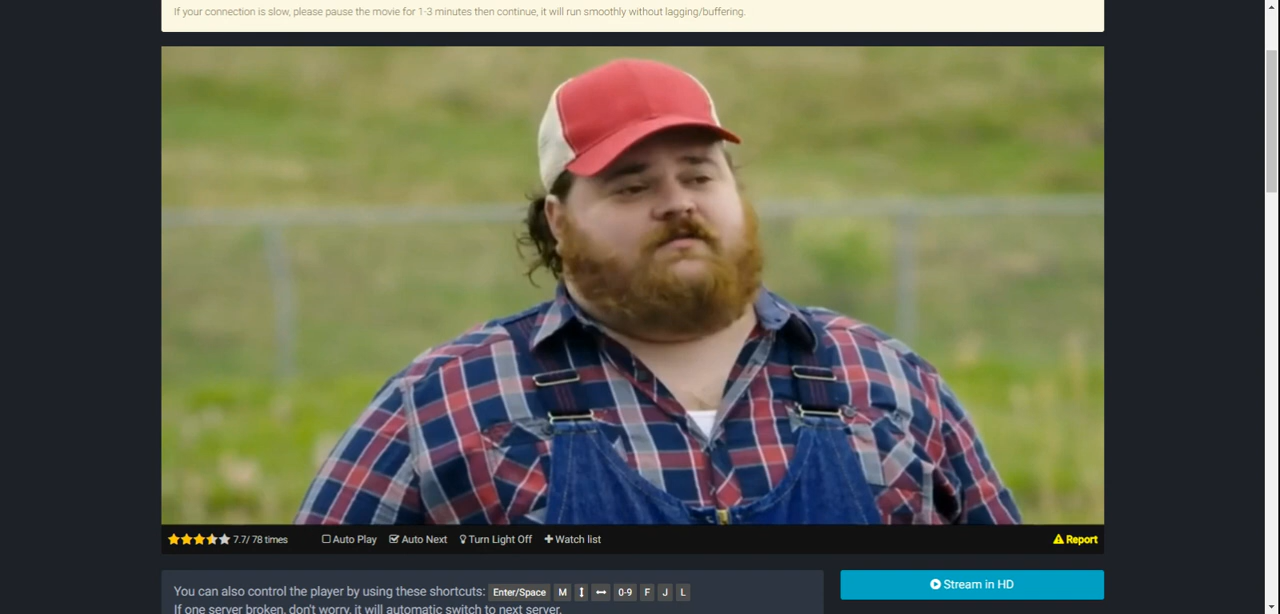 If your connection is slow, please pause the movie for 1-3 minutes then continue, it will run smoothly without lagging/buffering.
7.7/ 78 times Auto Play Auto Next Turn Light Off Watch list Report
You can also control the player by using these shortcuts: Enter/Space M 0-9 F J L
Stream in HD
If one server broken, don't worry, it will automatic switch to next server.